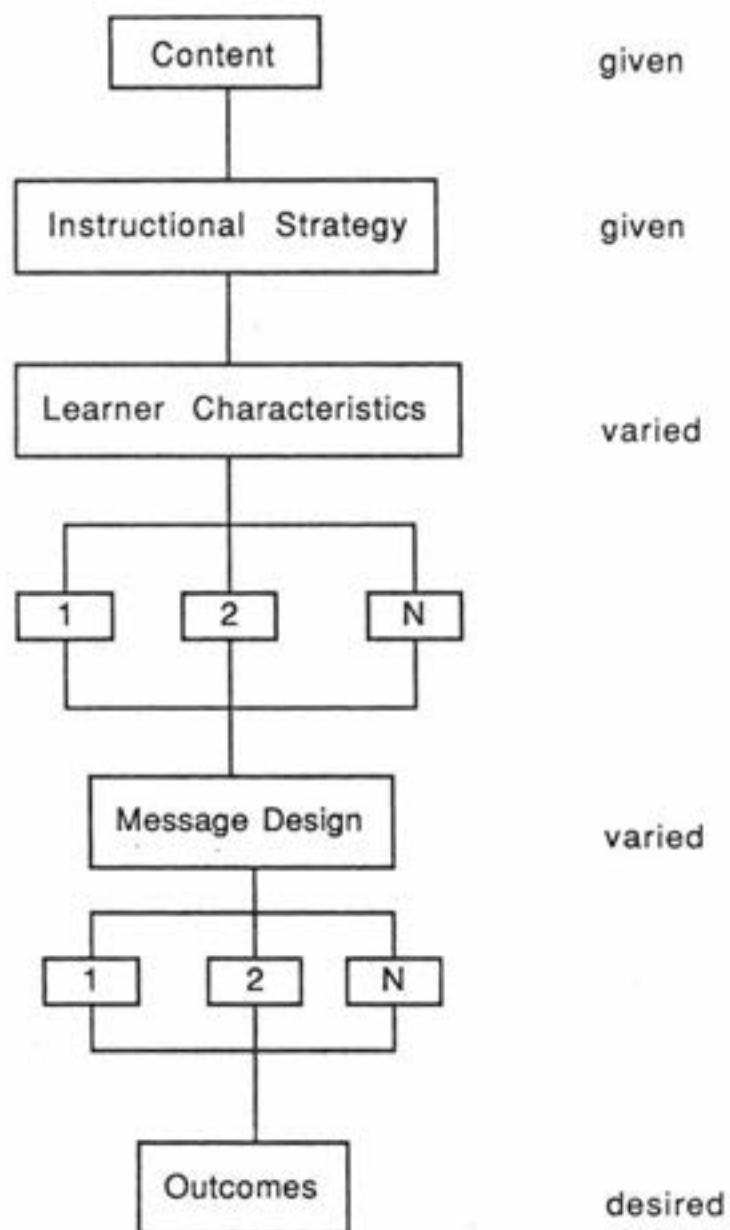 Content given
Instructional Strategy given
Learner Characteristics varied
1 2 N
Message Design varied
1 2 N
Outcomes desired